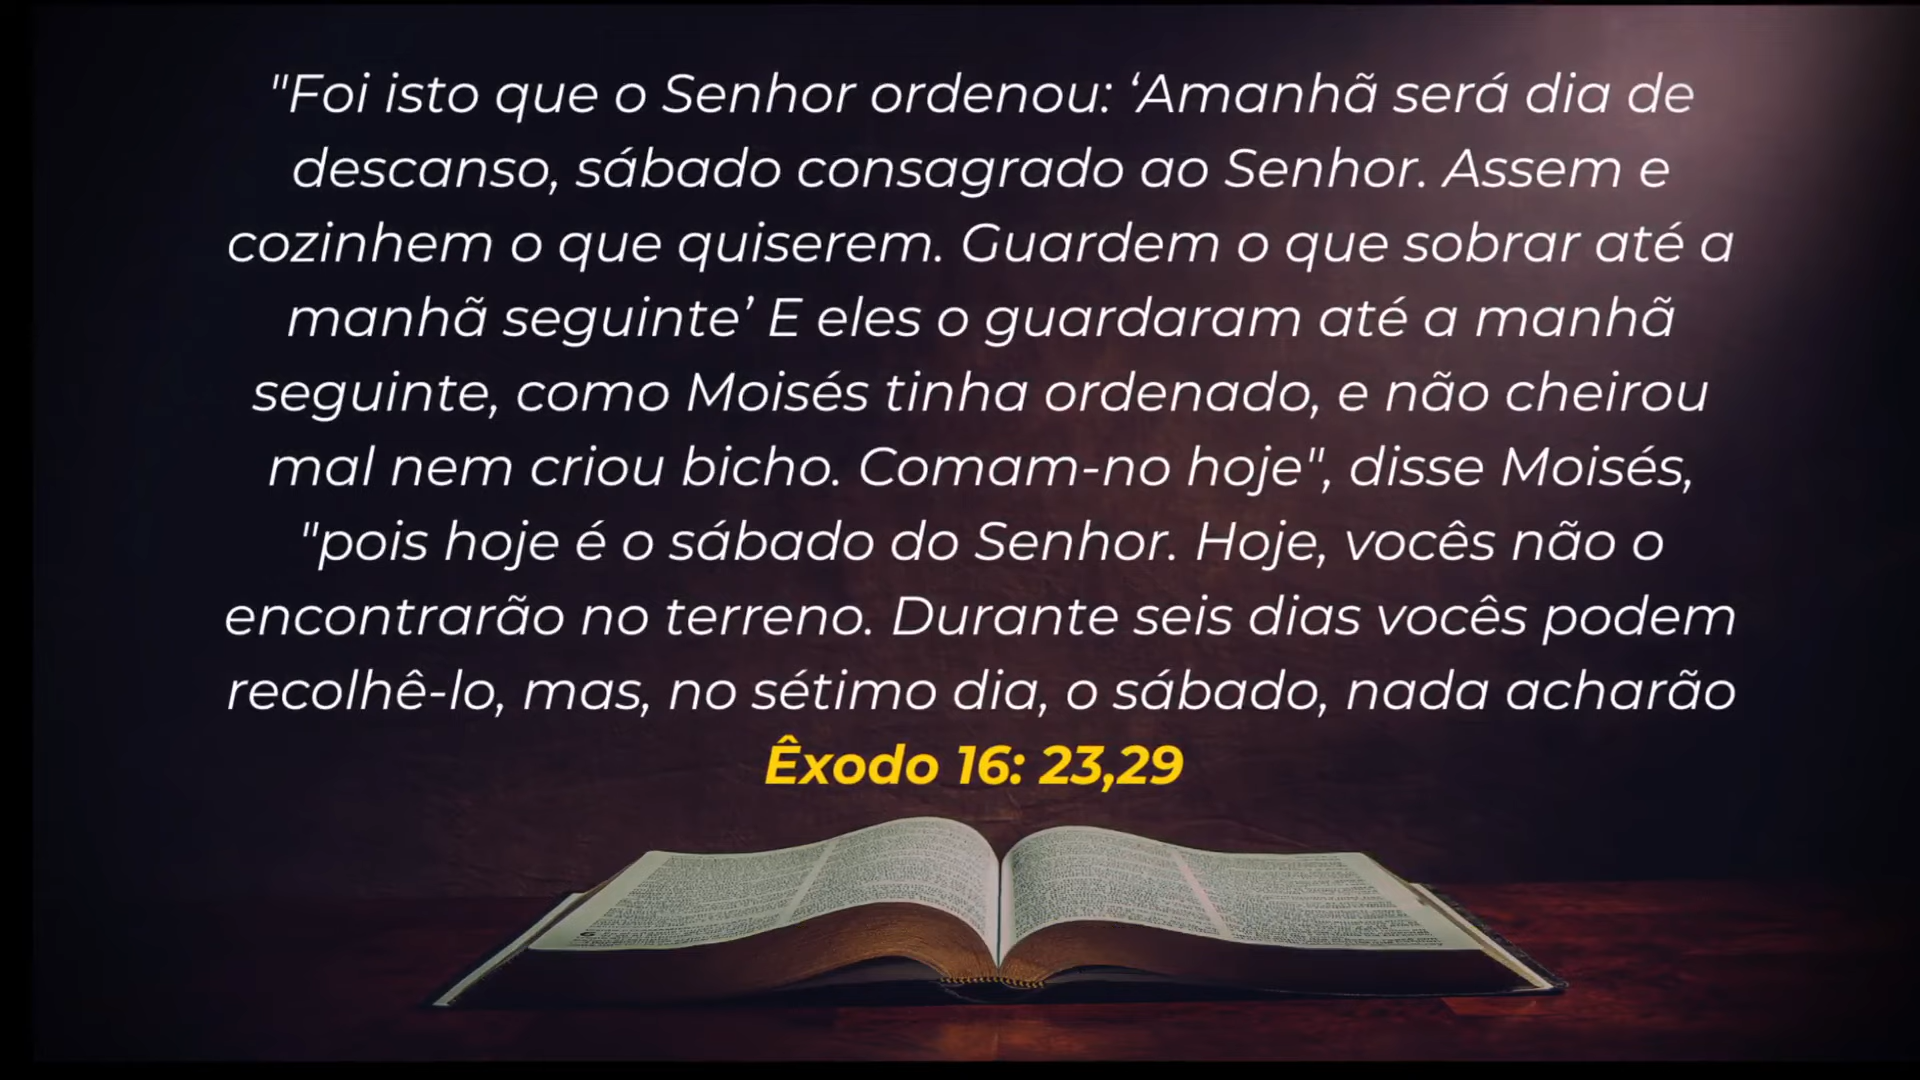 "Foi isto que o Senhor ordenou: ‘Amanhã será dia de
descanso, sábado consagrado ao Senhor. Assem e
cozinhem o que quiserem. Guardem o que sobrar até a
manhã seguinte’ E eles o guardaram até a manhã
seguinte, como Moisés tinha ordenado, e não cheirou
mal nem criou bicho. Comam-no hoje", disse Moisés,
"pois hoje é o sábado do Senhor. Hoje, vocês não o
encontrarão no terreno. Durante seis dias vocês podem
recolhê-lo, mas, no sétimo dia, o sábado, nada acharão
Êxodo 16: 23,29